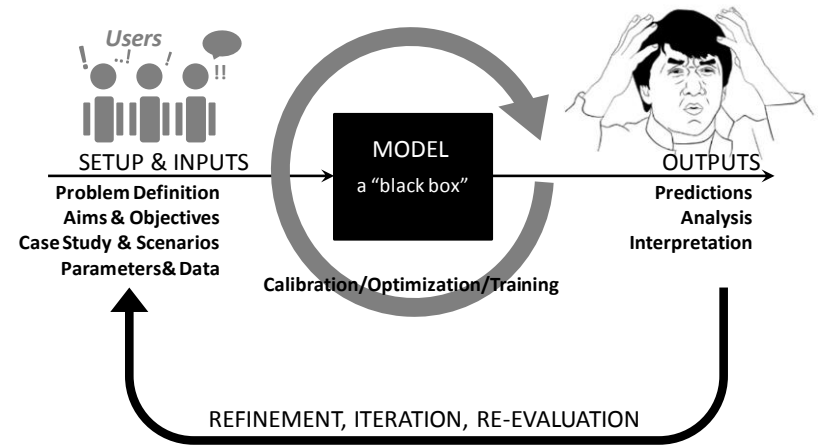 Users
! ..! ! !!
SETUP & INPUTS
Problem Definition
Aims & Objectives
Case Study & Scenarios
Parameters& Data
MODEL
a “black box”
Calibration/Optimization/Training
OUTPUTS
Predictions
Analysis
Interpretation
REFINEMENT, ITERATION, RE-EVALUATION